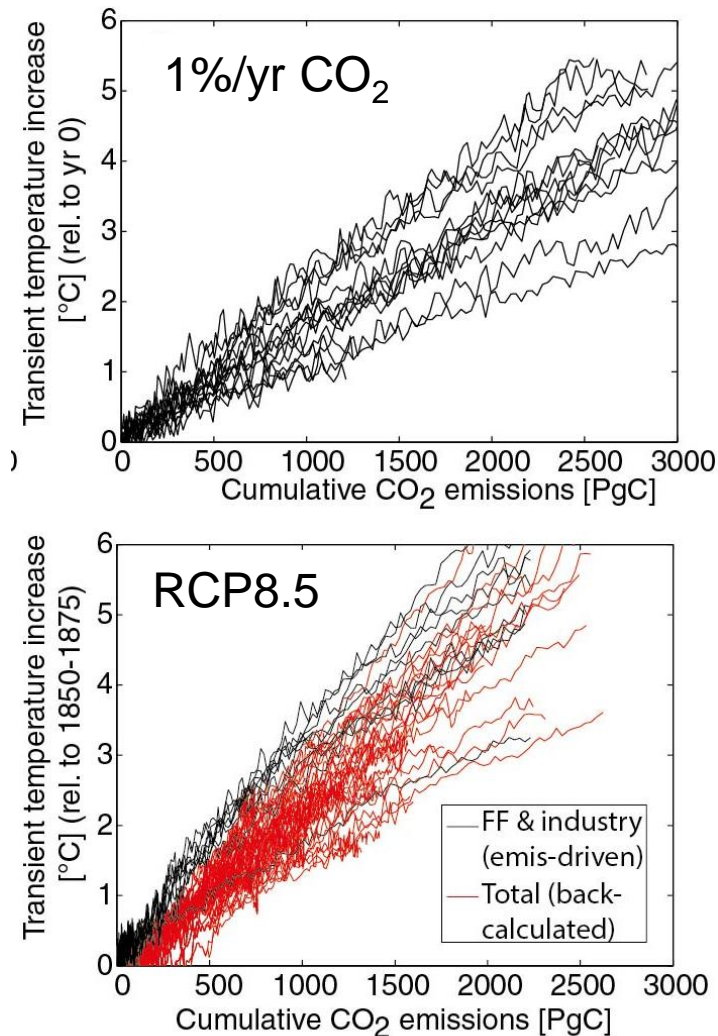 Transient temperature increase
[°C] (rel. to yr 0)
6
5
4
3
2
1
0
1%/yr CO₂
0 500 1000 1500 2000 2500 3000
Cumulative CO₂ emissions [PgC]
Transient temperature increase
[°C] (rel. to 1850-1875)
6
5
4
3
2
1
0
RCP8.5
FF & industry
(emis-driven)
Total (back-
calculated)
0 500 1000 1500 2000 2500 3000
Cumulative CO₂ emissions [PgC]